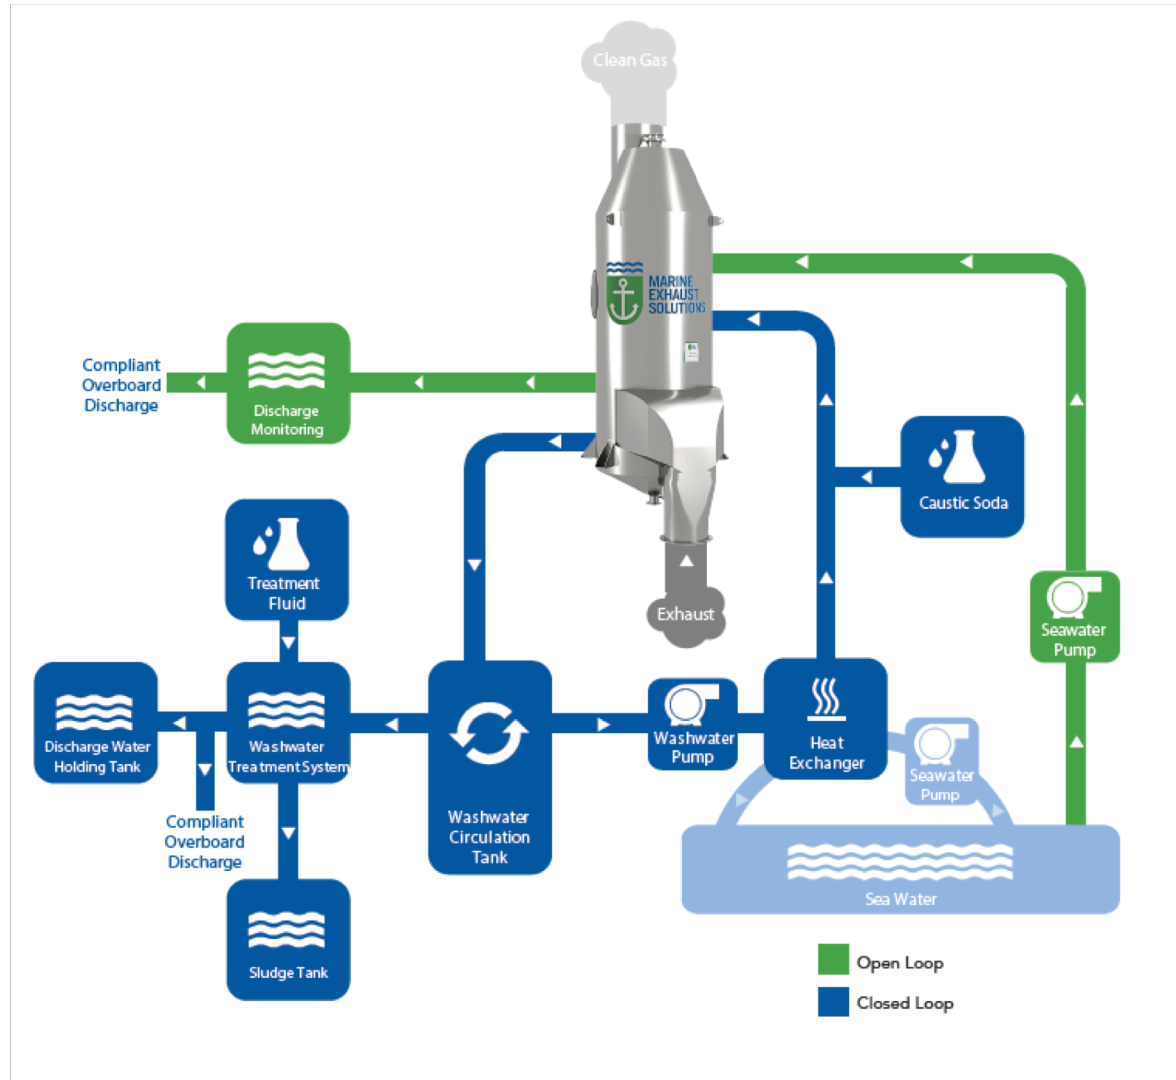 Clean Gas
MARINE
EXHAUST
SOLUTIONS
Compliant
Overboard
Discharge
Discharge
Monitoring
Caustic Soda
Treatment
Fluid
Exhaust
Seawater
Pump
Discharge Water
Holding Tank
Washwater
Treatment System
Washwater
Pump
Heat
Exchanger
Seawater
Pump
Compliant
Overboard
Discharge
Washwater
Circulation
Tank
Sea Water
Sludge Tank
Open Loop
Closed Loop